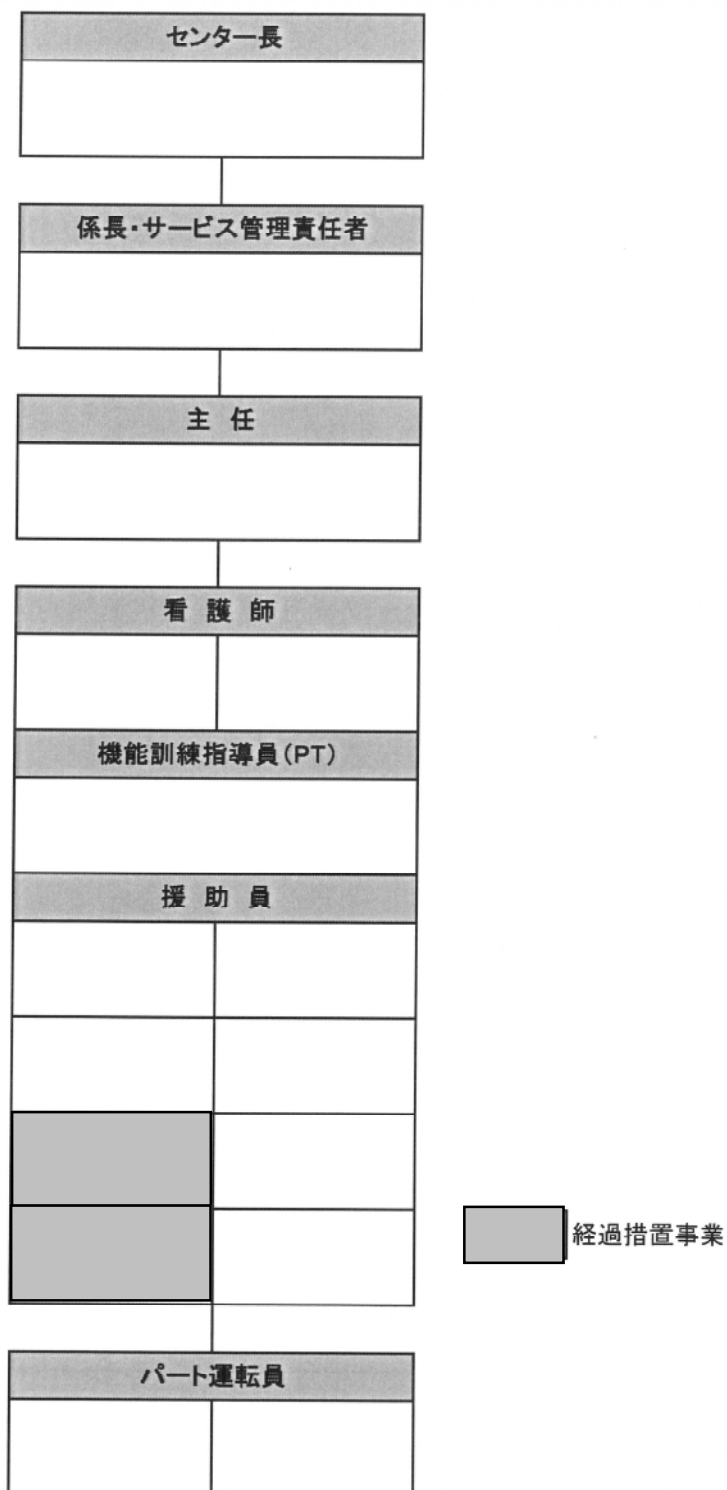 センター長
係長・サービス管理責任者
主 任
看 護 師
機能訓練指導員(PT)
援 助 員
経過措置事業
パート運転員